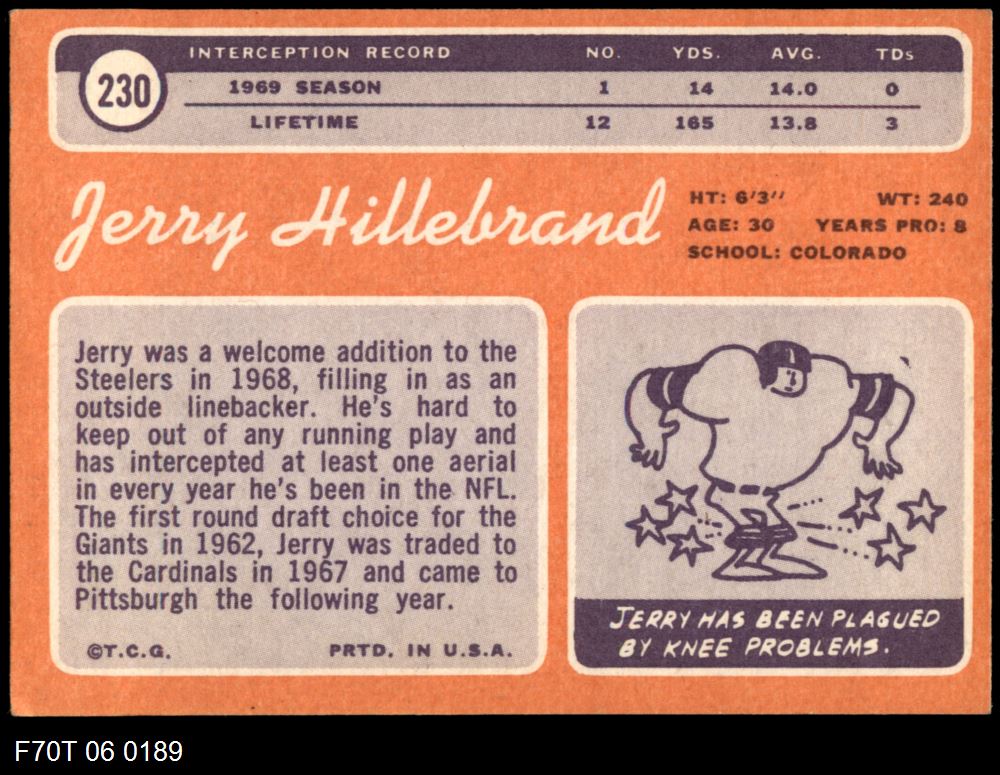 INTERCEPTION RECORD NO. YDS. AVG. TDs
230
1969 SEASON 1 14 14.0 0
LIFETIME 12 165 13.8 3
Jerry Hillebrand
HT: 6'3'' WT: 240
AGE: 30 YEARS PRO: 8
SCHOOL: COLORADO
Jerry was a welcome addition to the
Steelers in 1968, filling in as an
outside linebacker. He's hard to
keep out of any running play and
has intercepted at least one aerial
in every year he's been in the NFL.
The first round draft choice for the
Giants in 1962, Jerry was traded to
the Cardinals in 1967 and came to
Pittsburgh the following year.
©T.C.G. PRTD. IN U.S.A.
JERRY HAS BEEN PLAGUED
BY KNEE PROBLEMS.
F70T 06 0189